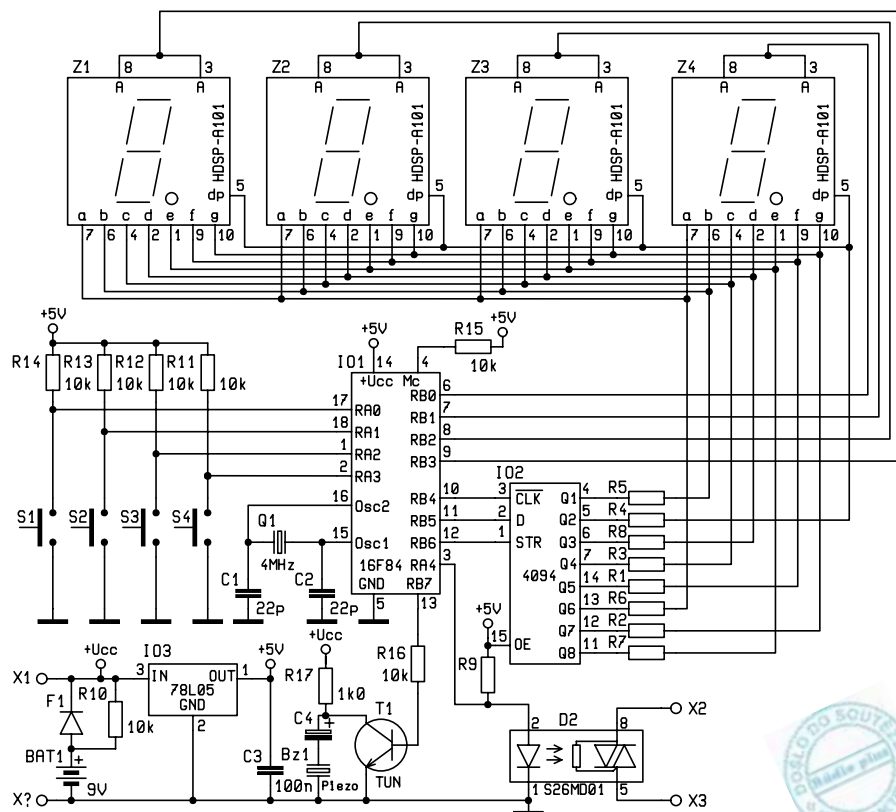 Z1 8 3 Z2 8 3 Z3 8 3 Z4 8 3
A A A A A A A A
HDSP-A101 HDSP-A101 HDSP-A101 HDSP-A101
dp 5 dp 5 dp 5 dp 5
a b c d e f g a b c d e f g a b c d e f g a b c d e f g
7 6 4 2 1 9 10 7 6 4 2 1 9 10 7 6 4 2 1 9 10 7 6 4 2 1 9 10
+5V +5V R15 +5V
R14 R13 R12 R11 IO1 14 4 10k
10k 10k 10k 10k +Ucc Mc
RB0 6
17 RA0 RB1 7
18 RA1 RB2 8
1 RA2 RB3 9
2 RA3 IO2
16 Osc2 RB4 10 3 CLK Q1 4 R5
S1 S2 S3 S4 Q1 15 Osc1 RB5 11 2 D Q2 5 R4
4MHz RB6 12 1 STR Q3 6 R8
16F84 RA4 3 Q4 7 R3
C1 C2 GND RB7 4094 Q5 14 R1
22p 22p 5 13 Q6 13 R6
+5V 15 OE Q7 12 R2
Q8 11 R7
+Ucc IO3 +5V +Ucc R16 R9
X1 3 IN OUT 1 R17 10k
78L05
F1 R10 GND 1k0
10k 2 C4 + T1 2 D2 8 X2
BAT1 + C3 Bz1
9V 100n Piezo TUN 1 S26MD01 5
X? X3
DOŠLO DO SOUTĚ
Rádio plus